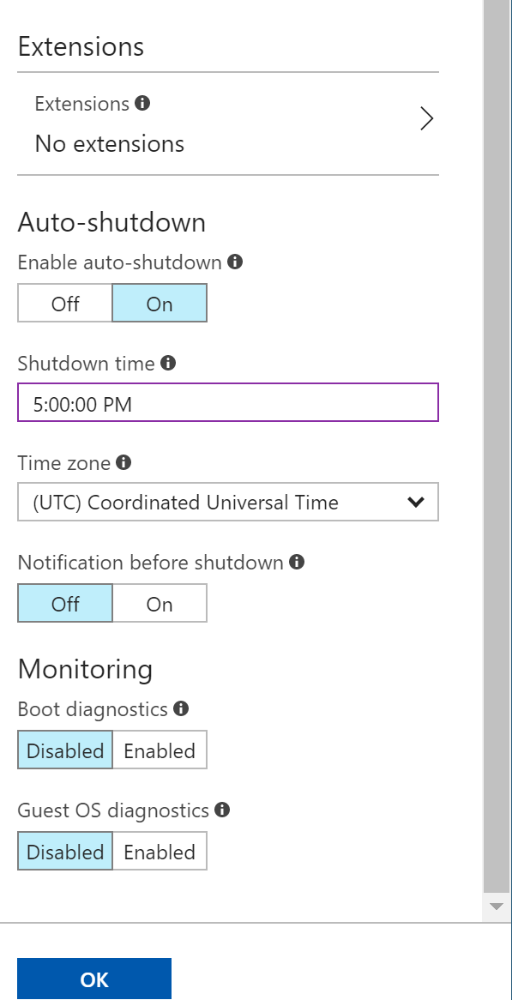 Extensions
Extensions
No extensions
Auto-shutdown
Enable auto-shutdown
Off On
Shutdown time
5:00:00 PM
Time zone
(UTC) Coordinated Universal Time
Notification before shutdown
Off On
Monitoring
Boot diagnostics
Disabled Enabled
Guest OS diagnostics
Disabled Enabled
OK